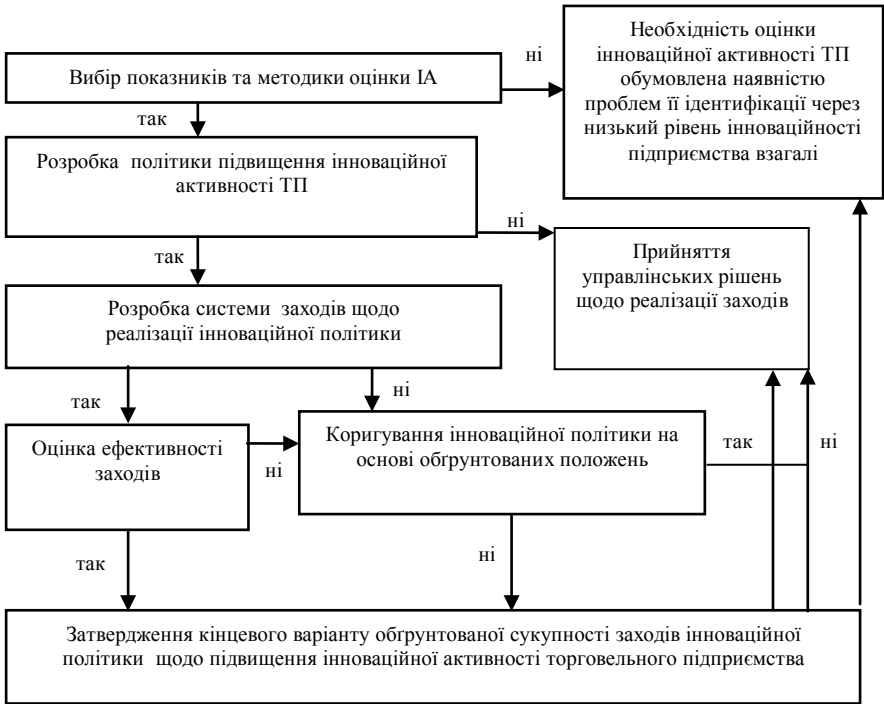 Вибір показників та методики оцінки ІА
ні
Необхідність оцінки
інноваційної активності ТП
обумовлена наявністю
проблем її ідентифікації через
низький рівень інноваційності
підприємства взагалі
так
Розробка політики підвищення інноваційної
активності ТП
ні
Прийняття
управлінських рішень
щодо реалізації заходів
так
Розробка системи заходів щодо
реалізації інноваційної політики
так
ні
Оцінка ефективності
заходів
ні
Коригування інноваційної політики на
основі обґрунтованих положень
так
ні
так
ні
Затвердження кінцевого варіанту обґрунтованої сукупності заходів інноваційної
політики щодо підвищення інноваційної активності торговельного підприємства